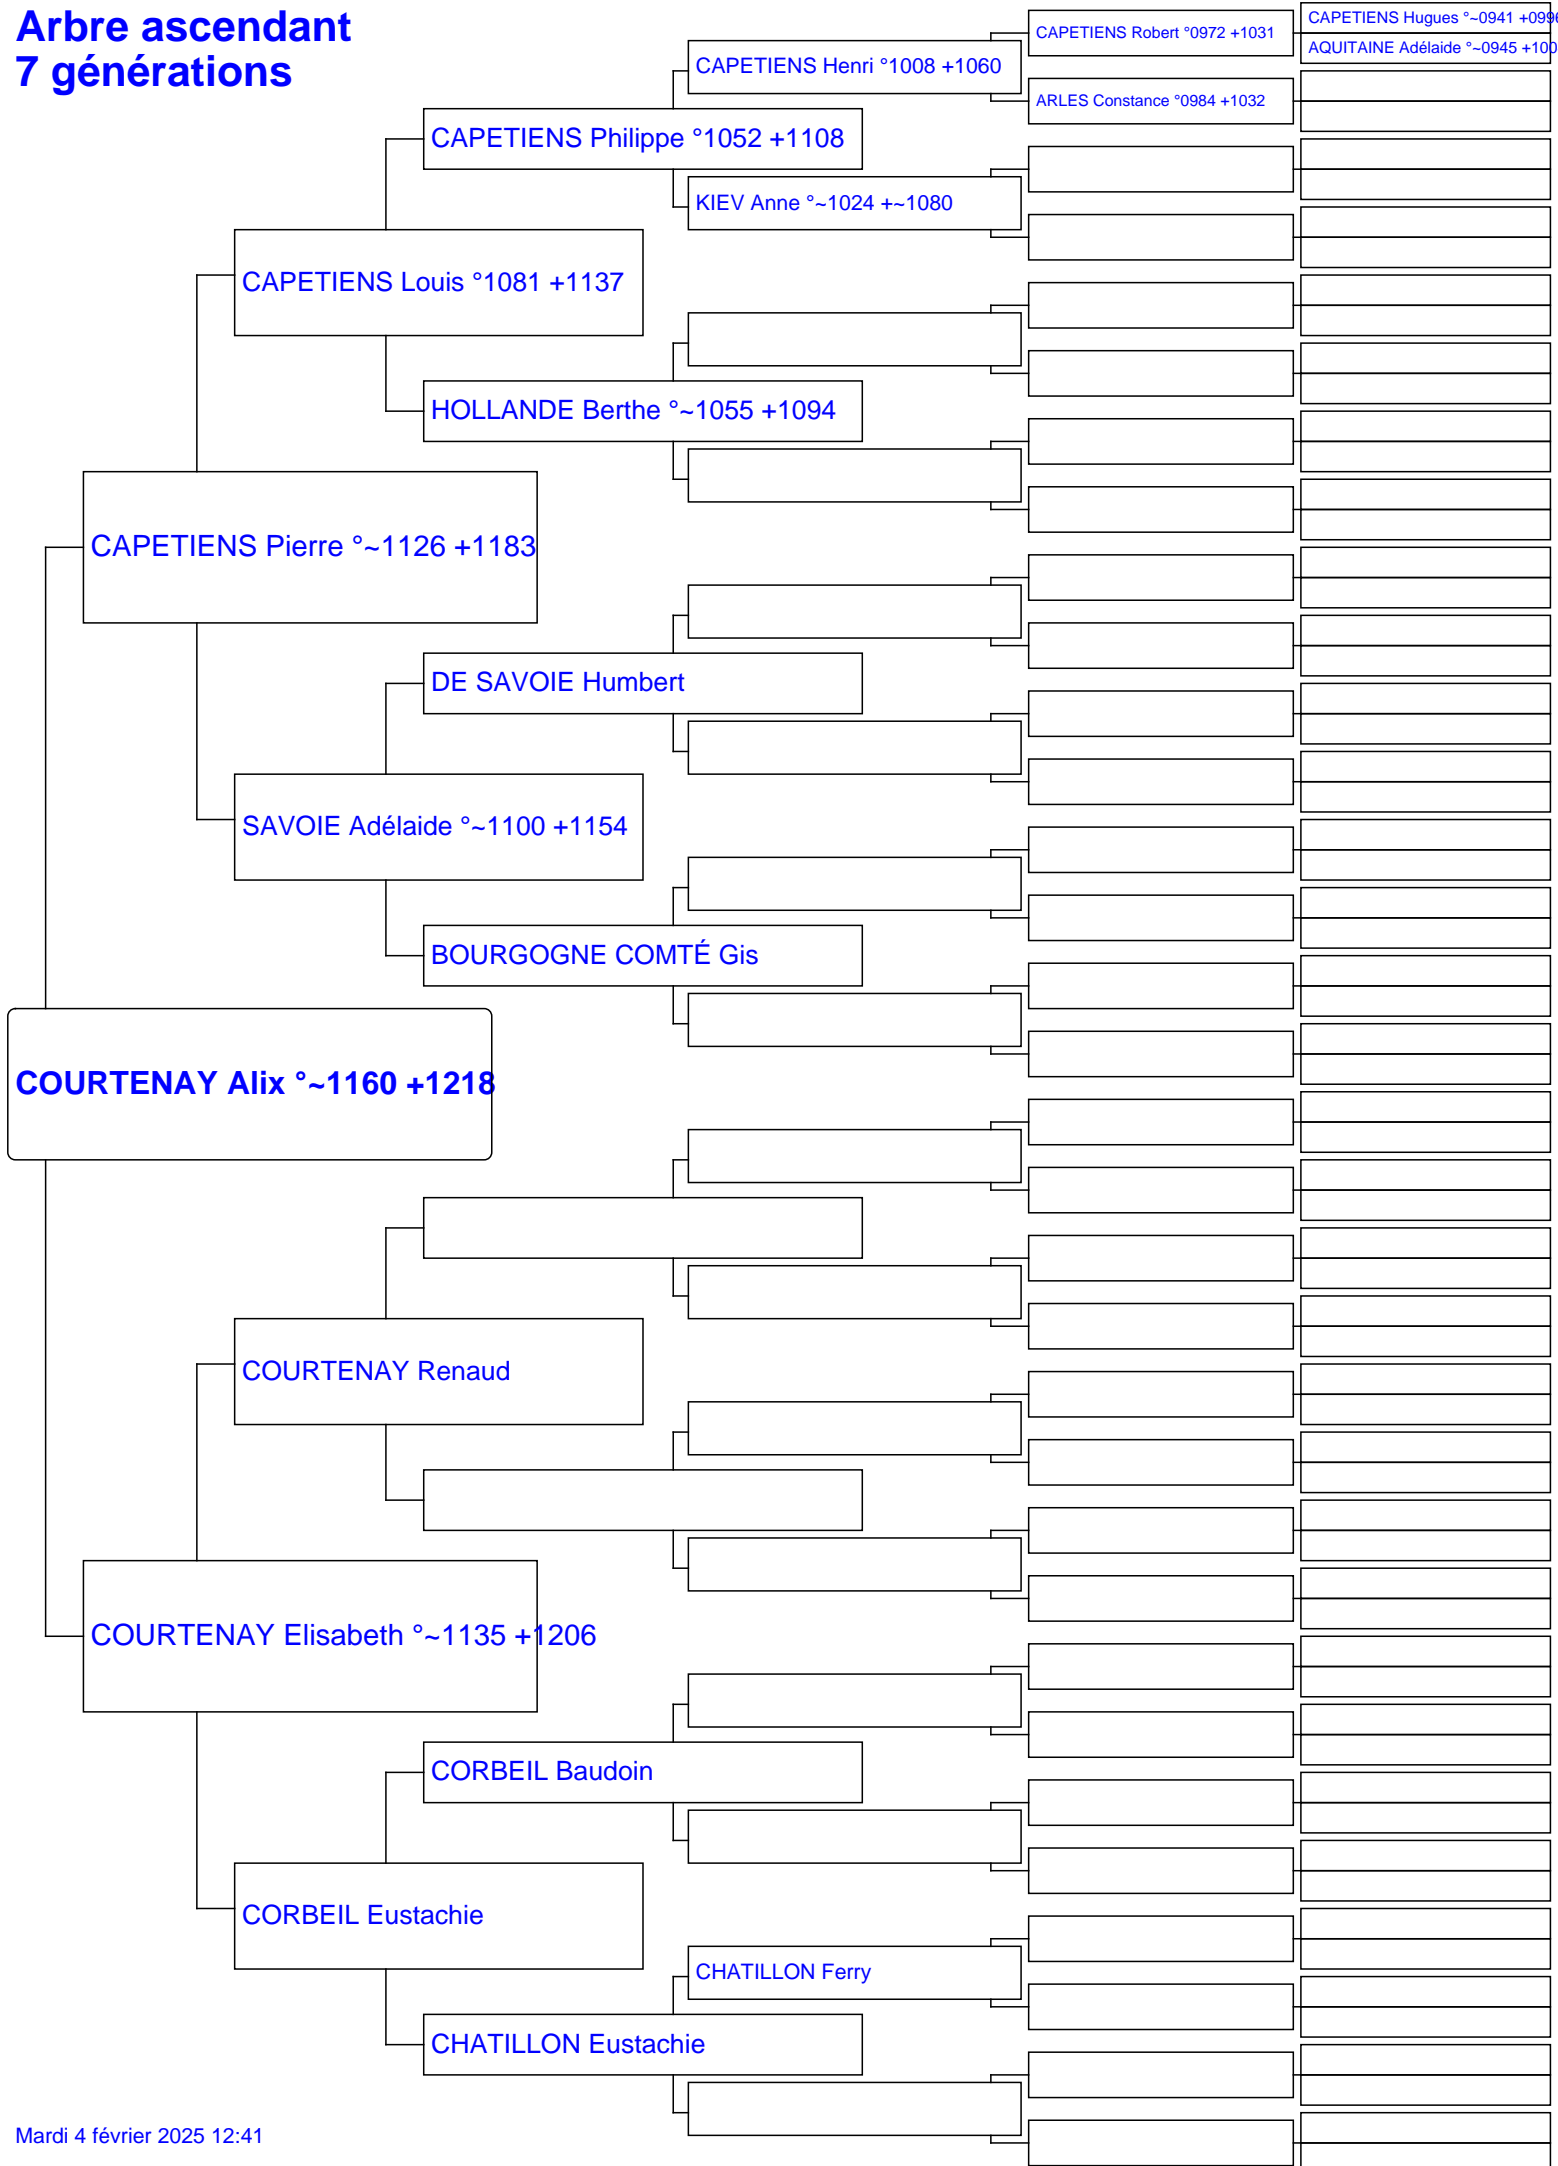 Arbre ascendant
7 générations
CAPETIENS Hugues °~0941 +0996
CAPETIENS Robert °0972 +1031
AQUITAINE Adélaide °~0945 +100
CAPETIENS Henri °1008 +1060
ARLES Constance °0984 +1032
CAPETIENS Philippe °1052 +1108
KIEV Anne °~1024 +~1080
CAPETIENS Louis °1081 +1137
HOLLANDE Berthe °~1055 +1094
CAPETIENS Pierre °~1126 +1183
DE SAVOIE Humbert
SAVOIE Adélaide °~1100 +1154
BOURGOGNE COMTÉ Gis
COURTENAY Alix °~1160 +1218
COURTENAY Renaud
COURTENAY Elisabeth °~1135 +1206
CORBEIL Baudoin
CORBEIL Eustachie
CHATILLON Ferry
CHATILLON Eustachie
Mardi 4 février 2025 12:41